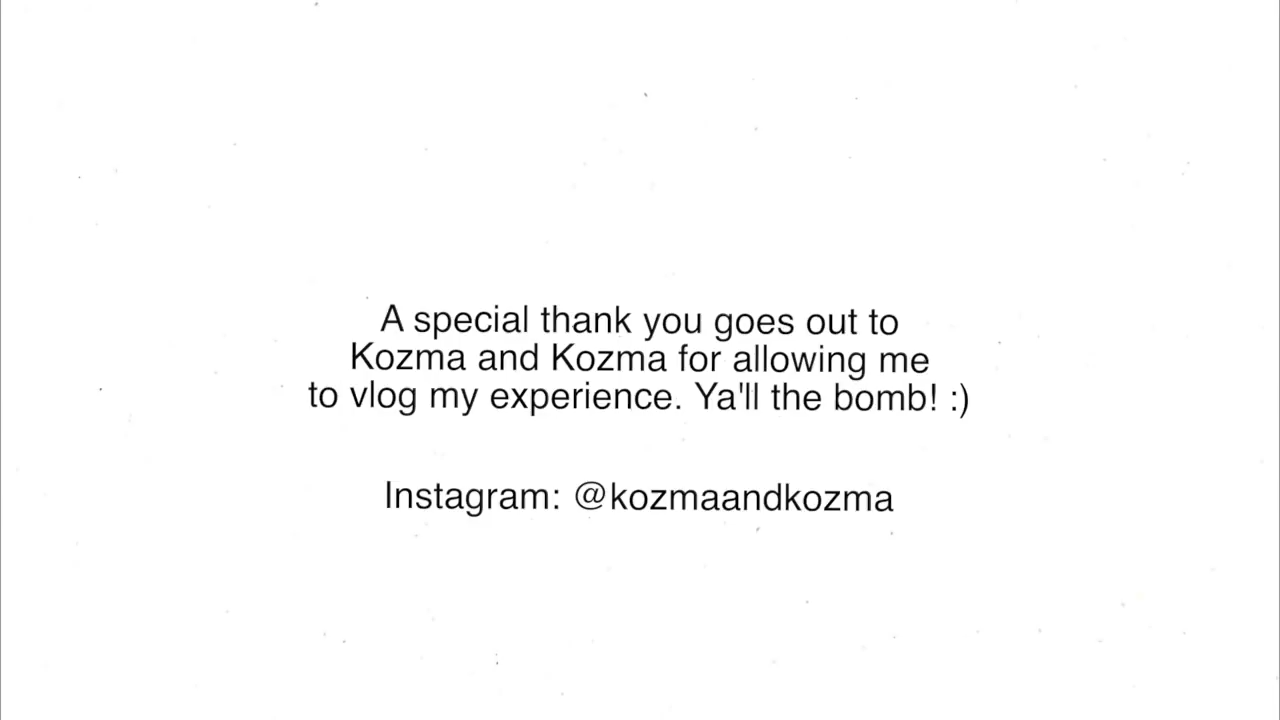 A special thank you goes out to
Kozma and Kozma for allowing me
to vlog my experience. Ya'll the bomb! :)
Instagram: @kozmaandkozma